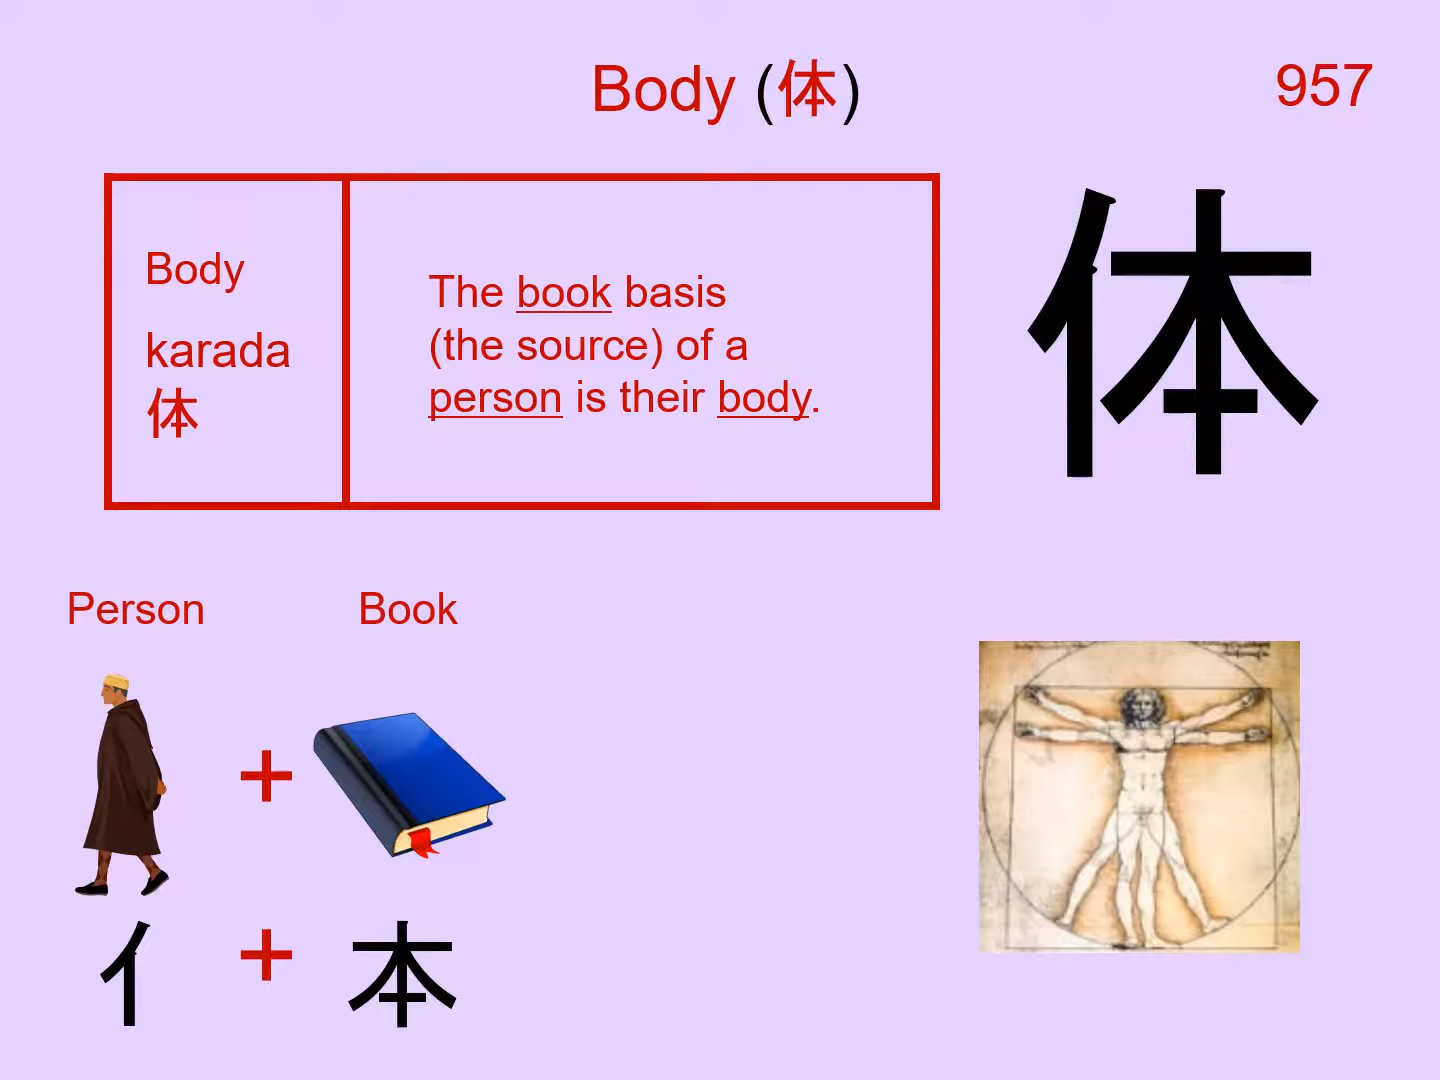 Body (体)
957
Body
karada
体
The book basis
(the source) of a
person is their body.
体
Person
Book
+
亻 + 本